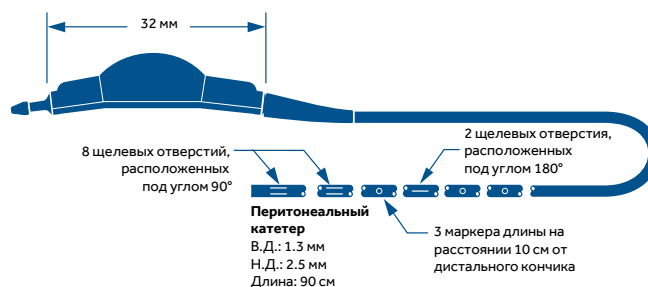 32 мм
8 щелевых отверстий,
расположенных
под углом 90°
2 щелевых отверстия,
расположенных
под углом 180°
Перитонеальный
катетер
В.Д.: 1.3 мм
Н.Д.: 2.5 мм
Длина: 90 см
3 маркера длины на
расстоянии 10 см от
дистального кончика